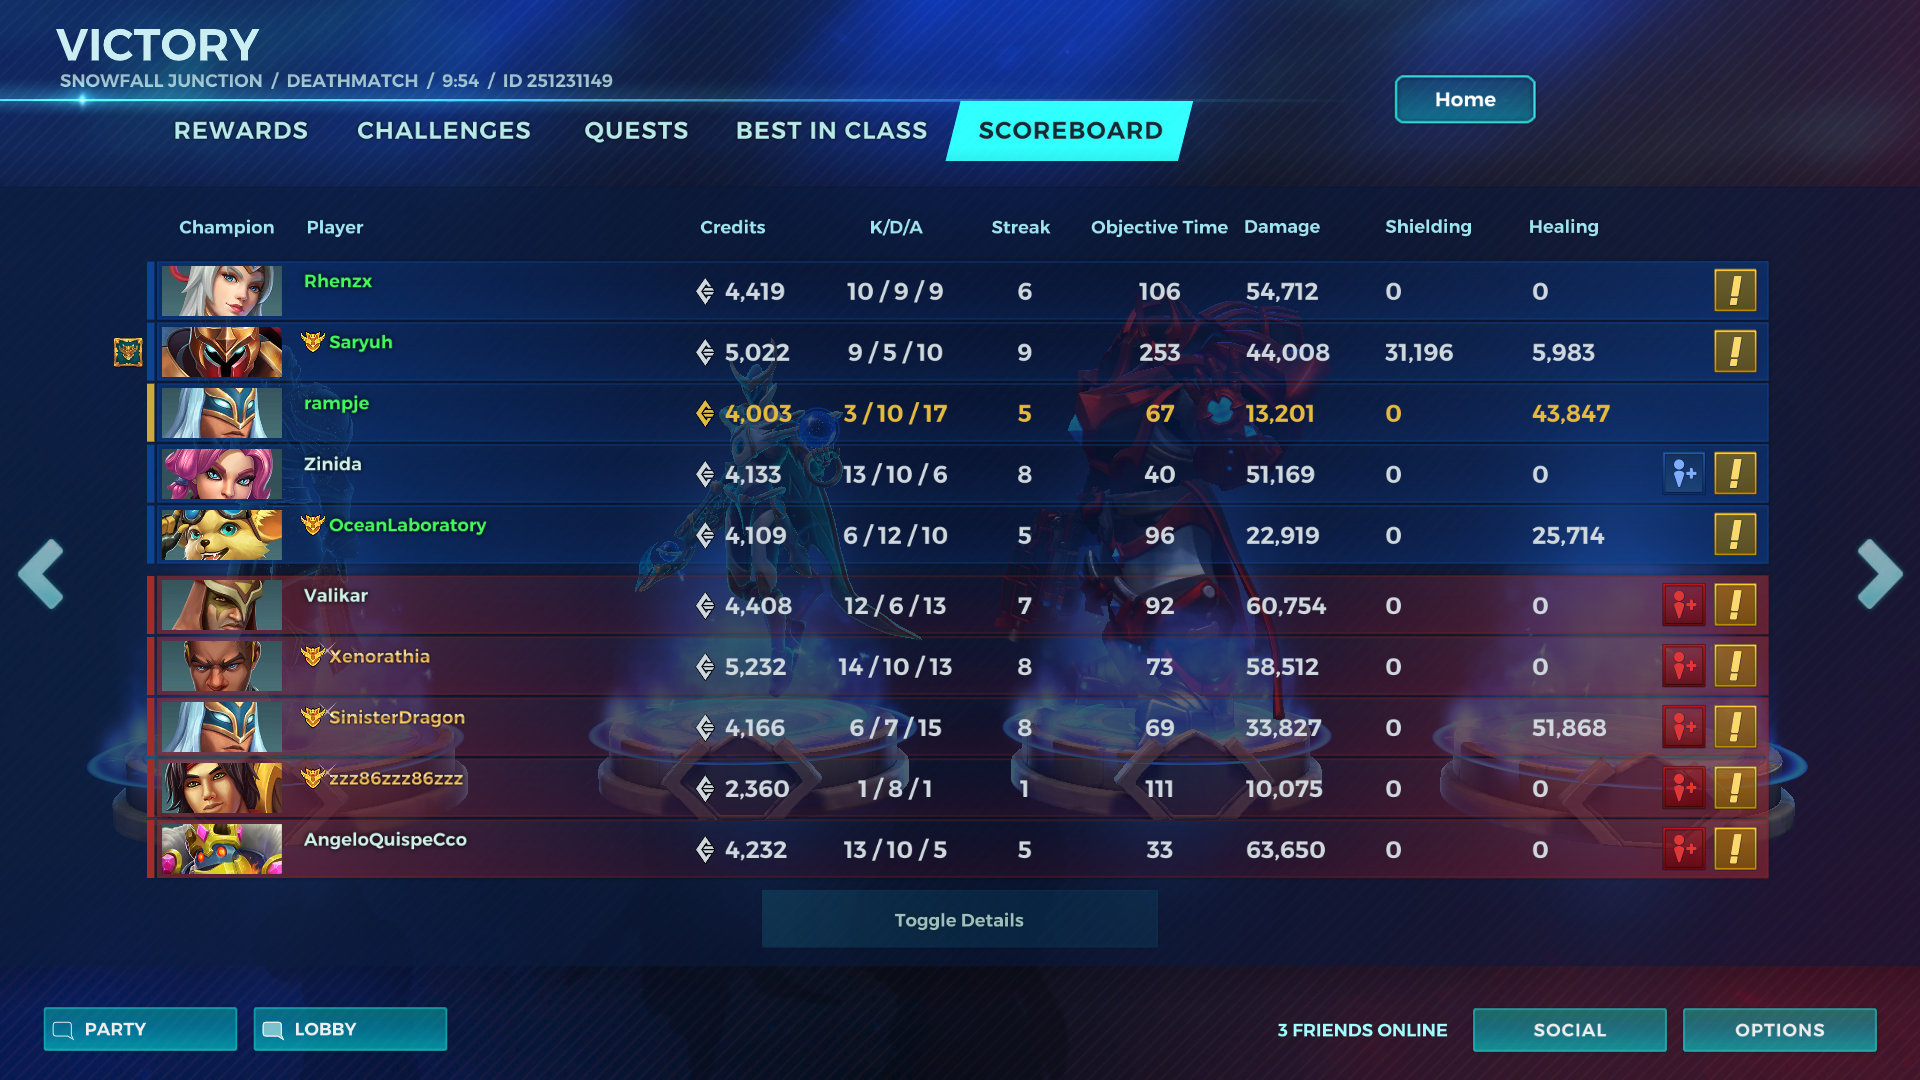 VICTORY
SNOWFALL JUNCTION / DEATHMATCH / 9:54 / ID 251231149
Home
REWARDS CHALLENGES QUESTS BEST IN CLASS SCOREBOARD
Champion Player Credits K/D/A Streak Objective Time Damage Shielding Healing
Rhenzx 4,419 10 / 9 / 9 6 106 54,712 0 0
Saryuh 5,022 9 / 5 / 10 9 253 44,008 31,196 5,983
rampje 4,003 3 / 10 / 17 5 67 13,201 0 43,847
Zinida 4,133 13 / 10 / 6 8 40 51,169 0 0
OceanLaboratory 4,109 6 / 12 / 10 5 96 22,919 0 25,714
Valikar 4,408 12 / 6 / 13 7 92 60,754 0 0
Xenorathia 5,232 14 / 10 / 13 8 73 58,512 0 0
SinisterDragon 4,166 6 / 7 / 15 8 69 33,827 0 51,868
zzz86zzz86zzz 2,360 1 / 8 / 1 1 111 10,075 0 0
AngeloQuispeCco 4,232 13 / 10 / 5 5 33 63,650 0 0
Toggle Details
PARTY LOBBY 3 FRIENDS ONLINE SOCIAL OPTIONS